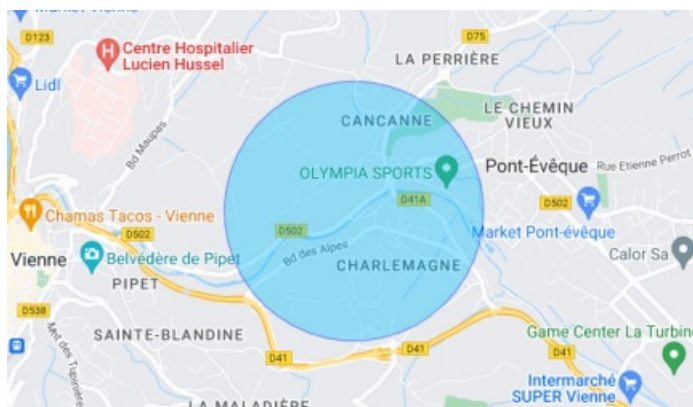 Market Vienne
D123
Centre Hospitalier
Lucien Hussel
D75
LA PERRIÈRE
Lidl
CANCANNE
LE CHEMIN
VIEUX
Bd Maupas
OLYMPIA SPORTS
Pont-Évêque
Rue Etienne Perrot
D41A
D502
Chamas Tacos - Vienne
D502
D502
Market Pont-évêque
Bd des Alpes
Vienne
Belvédère de Pipet
CHARLEMAGNE
Calor Sa
PIPET
D538
SAINTE-BLANDINE
Game Center La Turbine
Mnt des Tupinières
D41
D41
D41
Intermarché
SUPER Vienne
LA MALADIÈRE